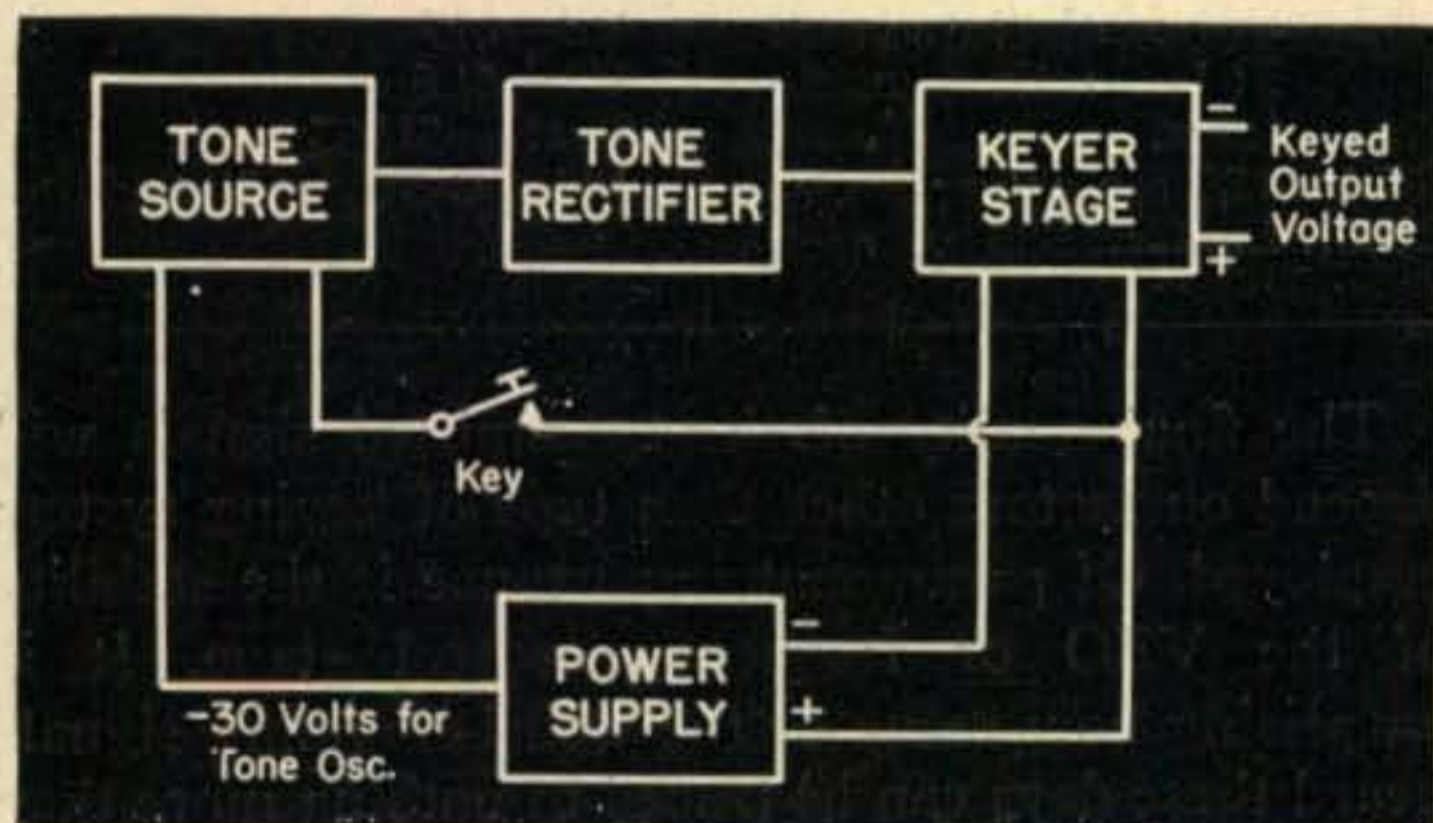 TONE
SOURCE
TONE
RECTIFIER
KEYER
STAGE
−
Keyed
Output
Voltage
+
Key
−
POWER
SUPPLY
+
−30 Volts for
Tone Osc.